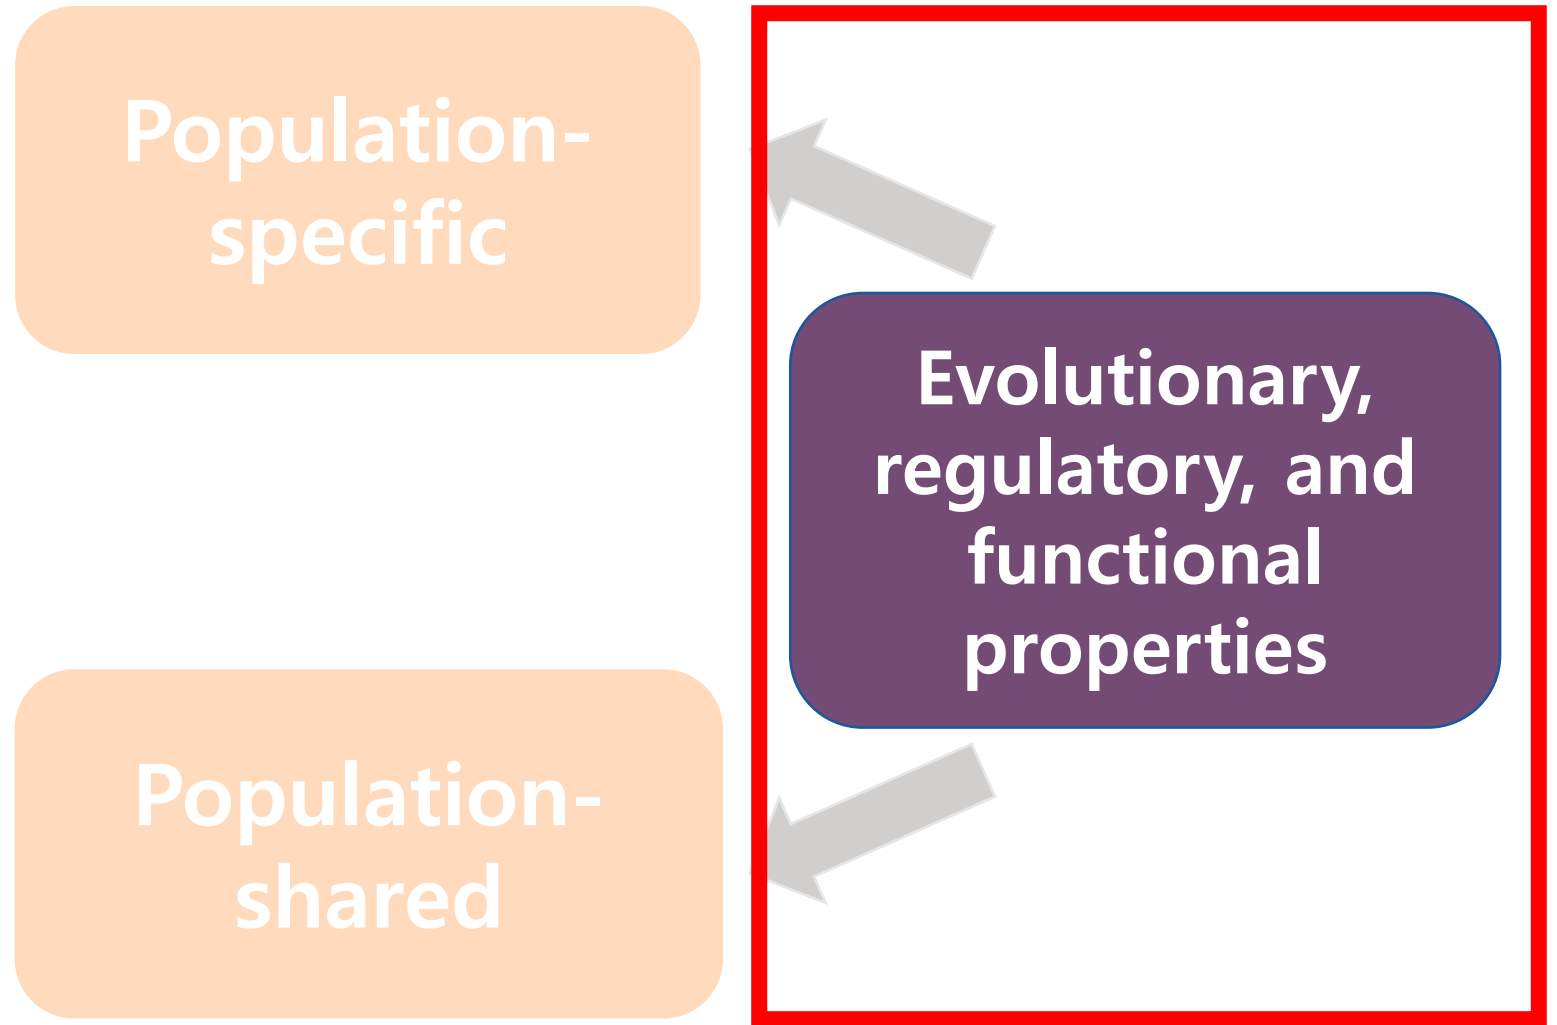 Population-
specific
Evolutionary,
regulatory, and
functional
properties
Population-
shared